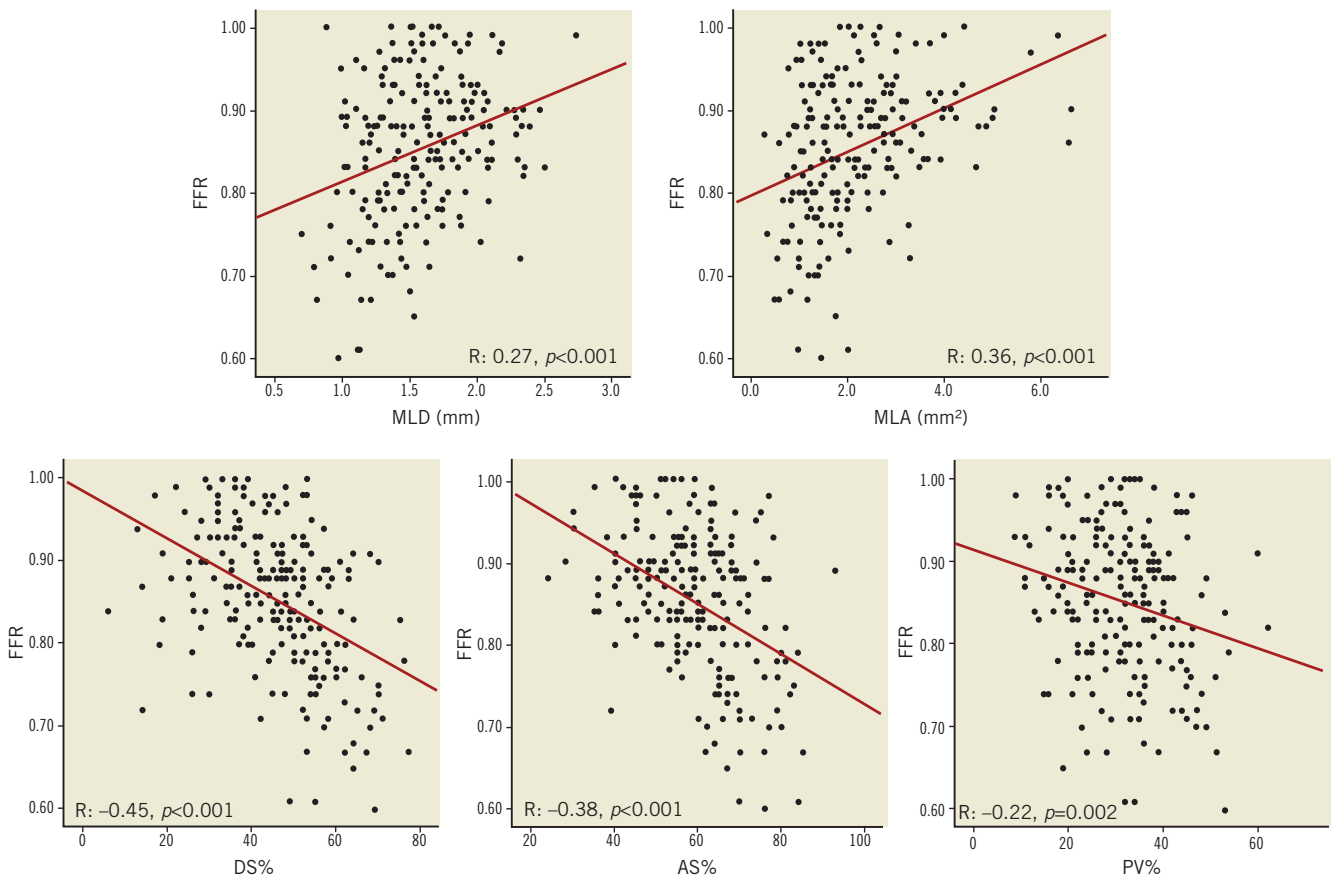 1.00
0.90
0.80
0.70
0.60
FFR
R: 0.27, p<0.001
0.5 1.0 1.5 2.0 2.5 3.0
MLD (mm)
1.00
0.90
0.80
0.70
0.60
FFR
R: 0.36, p<0.001
0.0 2.0 4.0 6.0
MLA (mm²)
1.00
0.90
0.80
0.70
0.60
FFR
R: –0.45, p<0.001
0 20 40 60 80
DS%
1.00
0.90
0.80
0.70
0.60
FFR
R: –0.38, p<0.001
20 40 60 80 100
AS%
1.00
0.90
0.80
0.70
0.60
FFR
R: –0.22, p=0.002
0 20 40 60
PV%